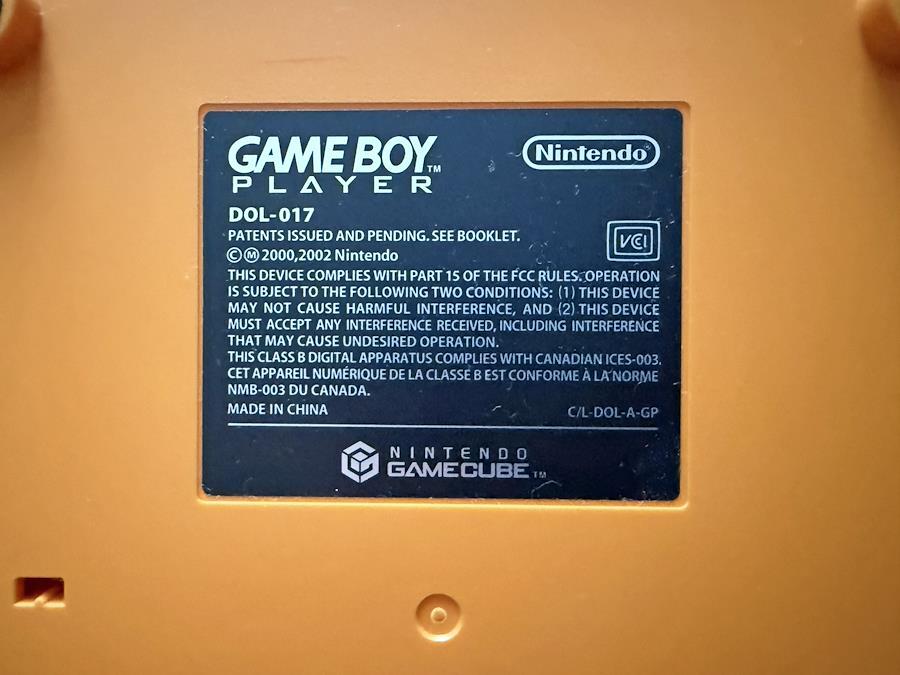 GAME BOY™
PLAYER
Nintendo
DOL-017
PATENTS ISSUED AND PENDING. SEE BOOKLET.
©Ⓜ 2000,2002 Nintendo
VCI
THIS DEVICE COMPLIES WITH PART 15 OF THE FCC RULES. OPERATION
IS SUBJECT TO THE FOLLOWING TWO CONDITIONS: (1) THIS DEVICE
MAY NOT CAUSE HARMFUL INTERFERENCE, AND (2) THIS DEVICE
MUST ACCEPT ANY INTERFERENCE RECEIVED, INCLUDING INTERFERENCE
THAT MAY CAUSE UNDESIRED OPERATION.
THIS CLASS B DIGITAL APPARATUS COMPLIES WITH CANADIAN ICES-003.
CET APPAREIL NUMÉRIQUE DE LA CLASSE B EST CONFORME À LA NORME
NMB-003 DU CANADA.
MADE IN CHINA
C/L-DOL-A-GP
NINTENDO
GAMECUBE™